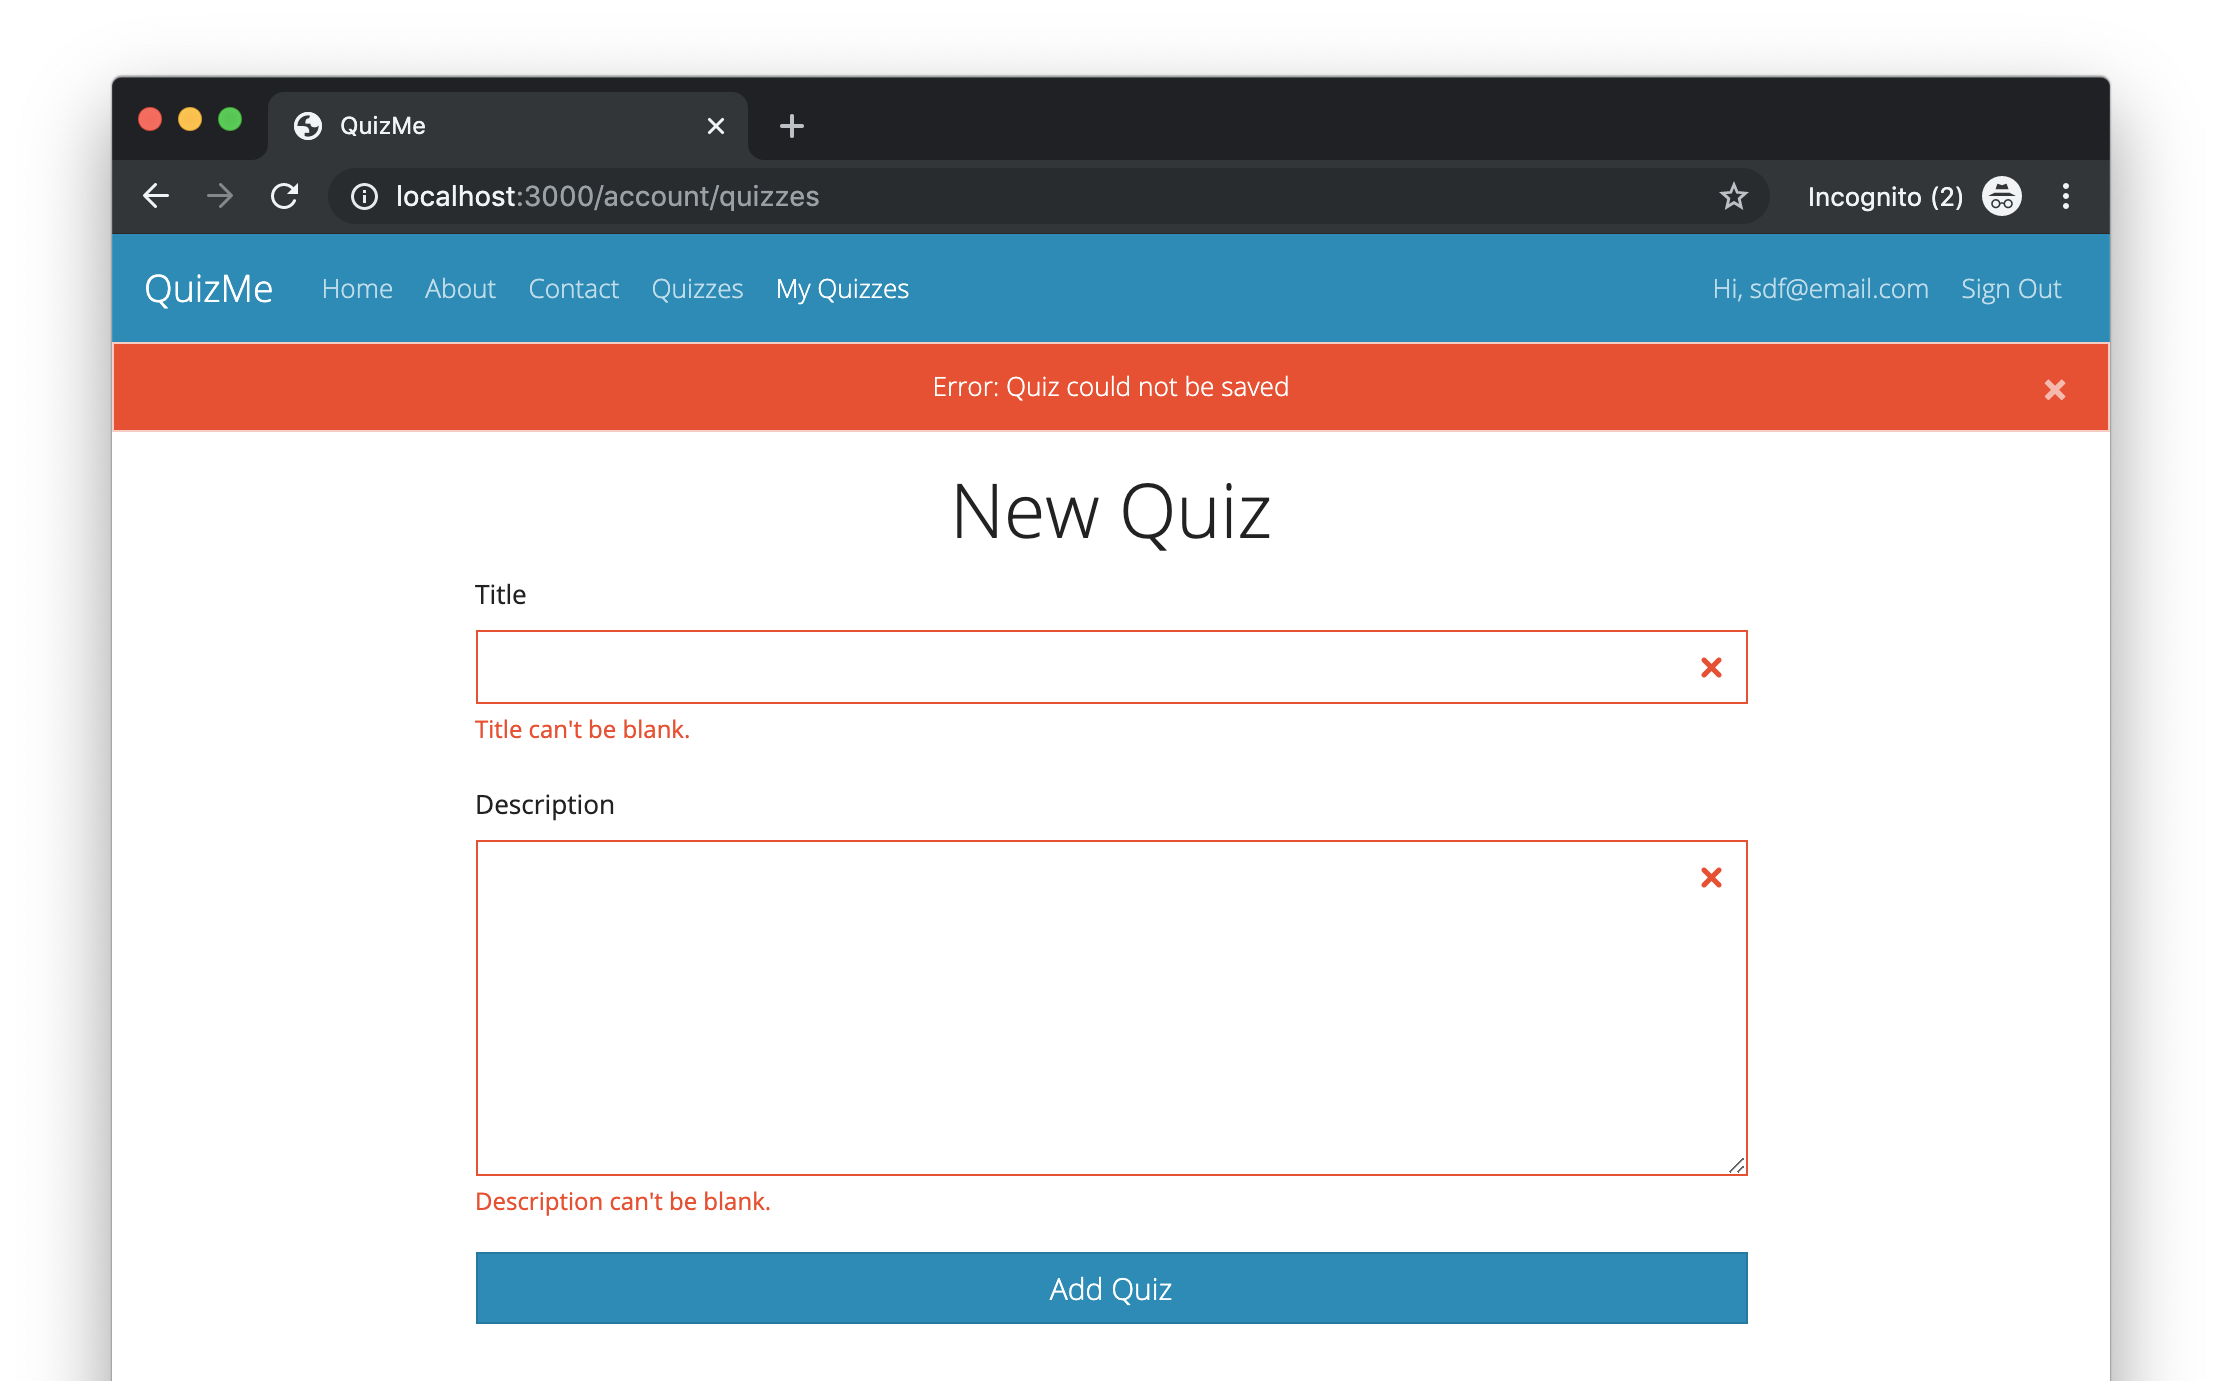 QuizMe
localhost:3000/account/quizzes
Incognito (2)
QuizMe Home About Contact Quizzes My Quizzes Hi, sdf@email.com Sign Out
Error: Quiz could not be saved
New Quiz
Title
Title can't be blank.
Description
Description can't be blank.
Add Quiz